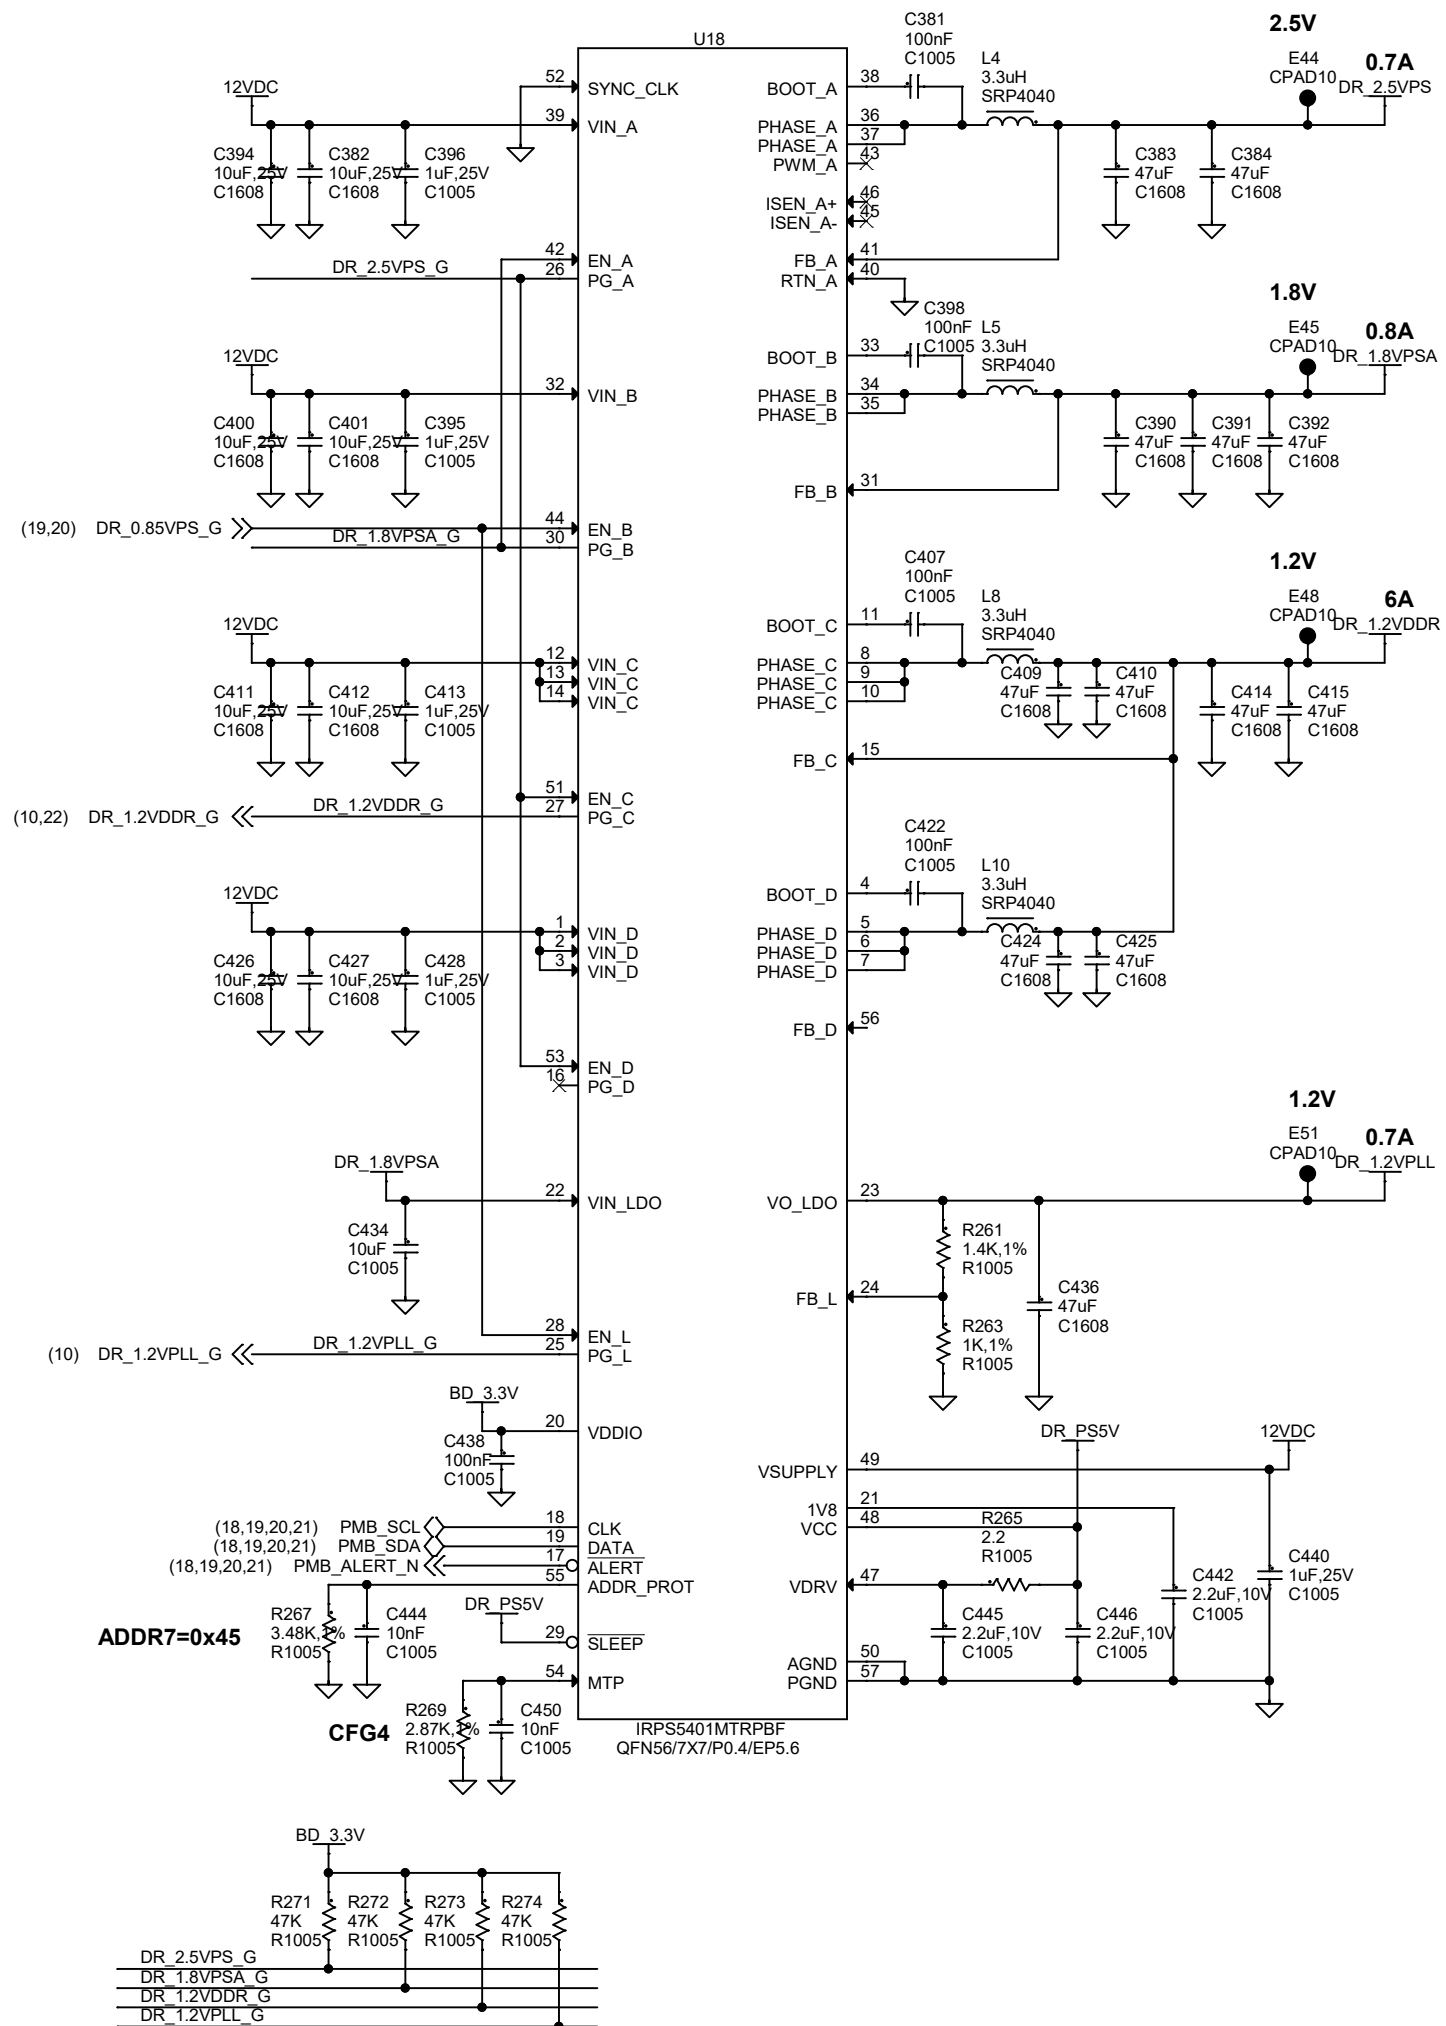 U18
12VDC
C394
10uF,25V
C1608
C382
10uF,25V
C1608
C396
1uF,25V
C1005
52 SYNC_CLK
39 VIN_A
42 EN_A
DR_2.5VPS_G 26 PG_A
BOOT_A 38
PHASE_A 36
PHASE_A 37
PWM_A 43
ISEN_A+ 46
ISEN_A- 45
FB_A 41
RTN_A 40
C381
100nF
C1005
L4
3.3uH
SRP4040
2.5V
E44
CPAD10
0.7A
DR_2.5VPS
C383
47uF
C1608
C384
47uF
C1608
12VDC
C400
10uF,25V
C1608
C401
10uF,25V
C1608
C395
1uF,25V
C1005
32 VIN_B
(19,20) DR_0.85VPS_G 44 EN_B
DR_1.8VPSA_G 30 PG_B
BOOT_B 33
PHASE_B 34
PHASE_B 35
FB_B 31
C398
100nF
C1005
L5
3.3uH
SRP4040
1.8V
E45
CPAD10
0.8A
DR_1.8VPSA
C390
47uF
C1608
C391
47uF
C1608
C392
47uF
C1608
12VDC
C411
10uF,25V
C1608
C412
10uF,25V
C1608
C413
1uF,25V
C1005
12 VIN_C
13 VIN_C
14 VIN_C
51 EN_C
(10,22) DR_1.2VDDR_G DR_1.2VDDR_G 27 PG_C
BOOT_C 11
PHASE_C 8
PHASE_C 9
PHASE_C 10
FB_C 15
C407
100nF
C1005
L8
3.3uH
SRP4040
1.2V
E48
CPAD10
6A
DR_1.2VDDR
C409
47uF
C1608
C410
47uF
C1608
C414
47uF
C1608
C415
47uF
C1608
12VDC
C426
10uF,25V
C1608
C427
10uF,25V
C1608
C428
1uF,25V
C1005
1 VIN_D
2 VIN_D
3 VIN_D
53 EN_D
16 PG_D
BOOT_D 4
PHASE_D 5
PHASE_D 6
PHASE_D 7
FB_D 56
C422
100nF
C1005
L10
3.3uH
SRP4040
C424
47uF
C1608
C425
47uF
C1608
DR_1.8VPSA
C434
10uF
C1005
22 VIN_LDO
28 EN_L
(10) DR_1.2VPLL_G DR_1.2VPLL_G 25 PG_L
VO_LDO 23
FB_L 24
R261
1.4K,1%
R1005
R263
1K,1%
R1005
C436
47uF
C1608
1.2V
E51
CPAD10
0.7A
DR_1.2VPLL
BD_3.3V
C438
100nF
C1005
20 VDDIO
(18,19,20,21) PMB_SCL 18 CLK
(18,19,20,21) PMB_SDA 19 DATA
(18,19,20,21) PMB_ALERT_N 17 ALERT
55 ADDR_PROT
ADDR7=0x45
R267
3.48K,1%
R1005
C444
10nF
C1005
DR_PS5V
29 SLEEP
54 MTP
CFG4
R269
2.87K,1%
R1005
C450
10nF
C1005
VSUPPLY 49
1V8 21
VCC 48
VDRV 47
AGND 50
PGND 57
DR_PS5V
12VDC
R265
2.2
R1005
C445
2.2uF,10V
C1005
C446
2.2uF,10V
C1005
C442
2.2uF,10V
C1005
C440
1uF,25V
C1005
IRPS5401MTRPBF
QFN56/7X7/P0.4/EP5.6
BD_3.3V
R271
47K
R1005
R272
47K
R1005
R273
47K
R1005
R274
47K
R1005
DR_2.5VPS_G
DR_1.8VPSA_G
DR_1.2VDDR_G
DR_1.2VPLL_G